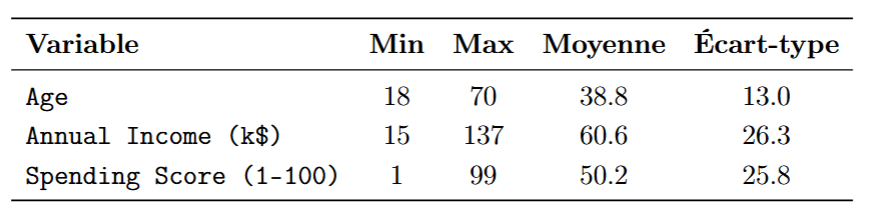 Variable Min Max Moyenne Écart-type
Age 18 70 38.8 13.0
Annual Income (k$) 15 137 60.6 26.3
Spending Score (1-100) 1 99 50.2 25.8